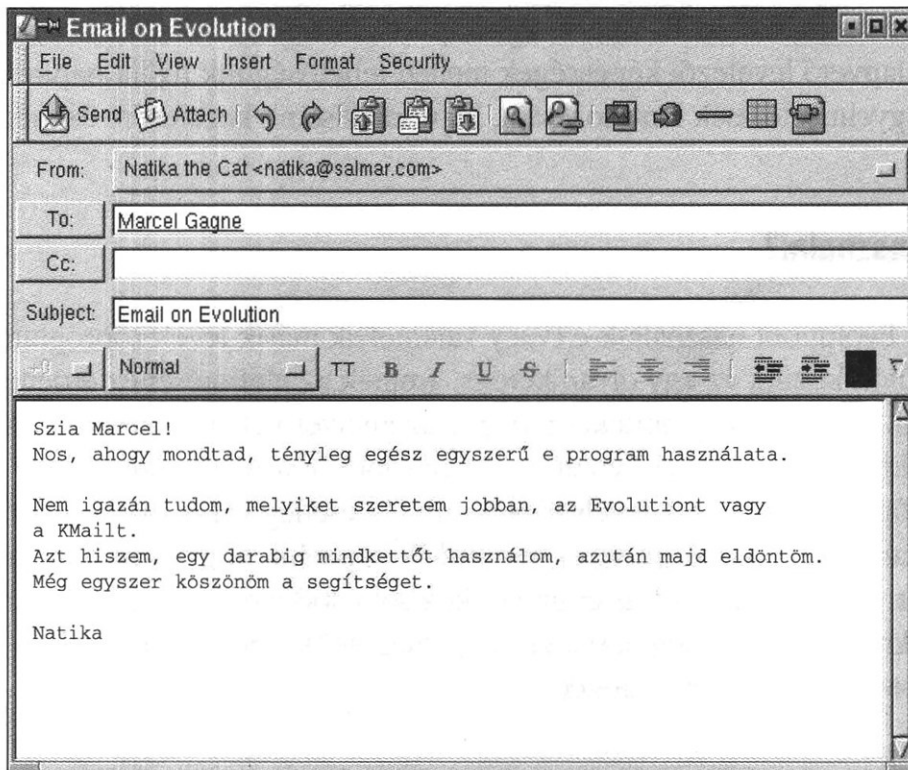 Email on Evolution
File Edit View Insert Format Security
Send Attach
From: Natika the Cat <natika@salmar.com>
To: Marcel Gagne
Cc:
Subject: Email on Evolution
+0 Normal TT B I U S
Szia Marcel!
Nos, ahogy mondtad, tényleg egész egyszerű e program használata.
Nem igazán tudom, melyiket szeretem jobban, az Evolutiont vagy
a KMailt.
Azt hiszem, egy darabig mindkettőt használom, azután majd eldöntöm.
Még egyszer köszönöm a segítséget.
Natika